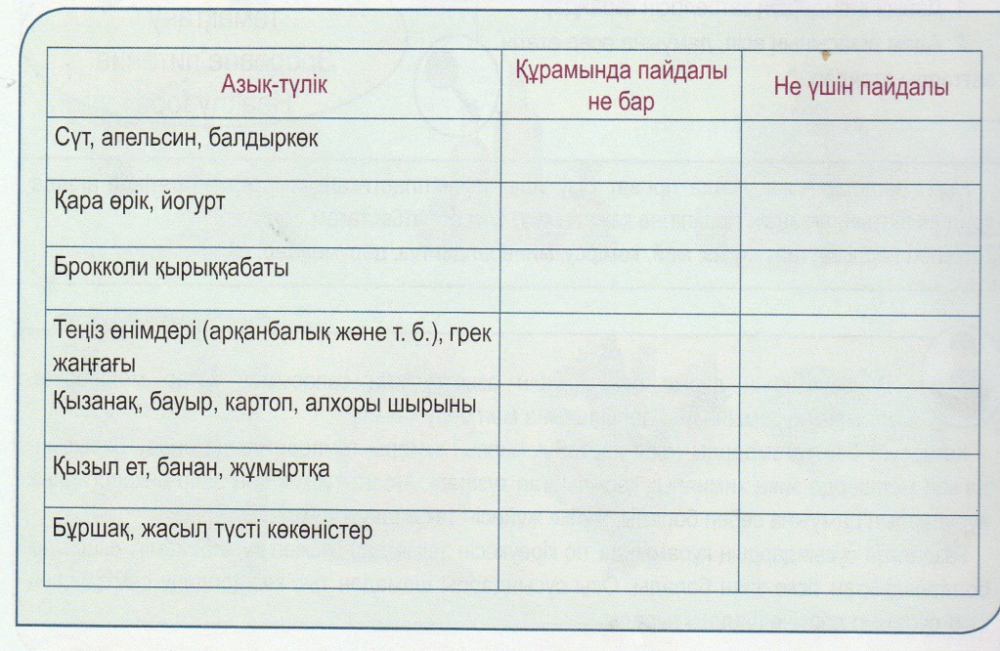 Азық-түлік
Құрамында пайдалы
не бар
Не үшін пайдалы
Сүт, апельсин, балдыркөк
Қара өрік, йогурт
Брокколи қырыққабаты
Теңіз өнімдері (арқанбалық және т. б.), грек
жаңғағы
Қызанақ, бауыр, картоп, алхоры шырыны
Қызыл ет, банан, жұмыртқа
Бұршақ, жасыл түсті көкөністер